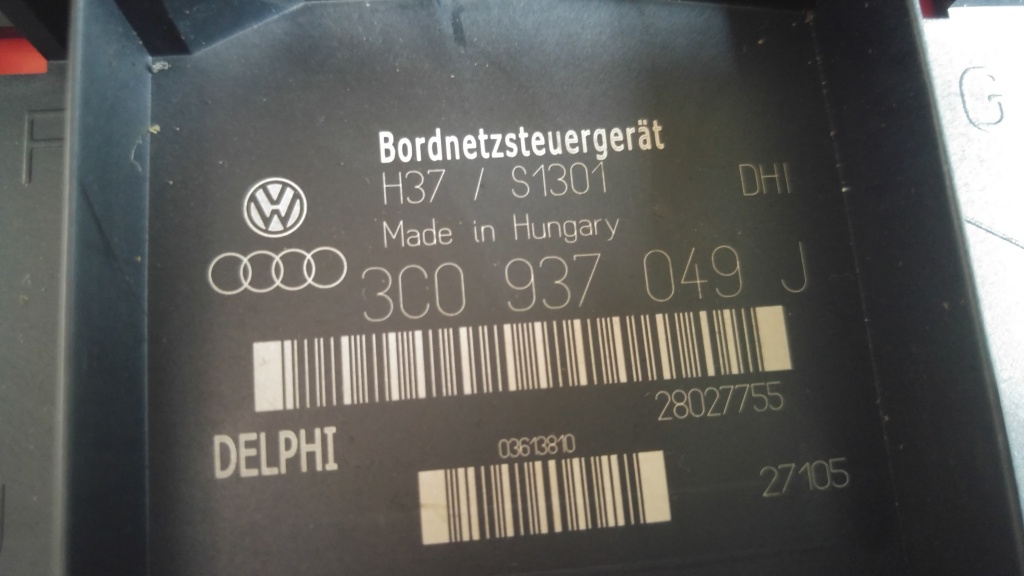 Bordnetzsteuergerät
H37 / S1301 DHI
Made in Hungary
3C0 937 049 J
28027755
DELPHI
03613810
27105
G